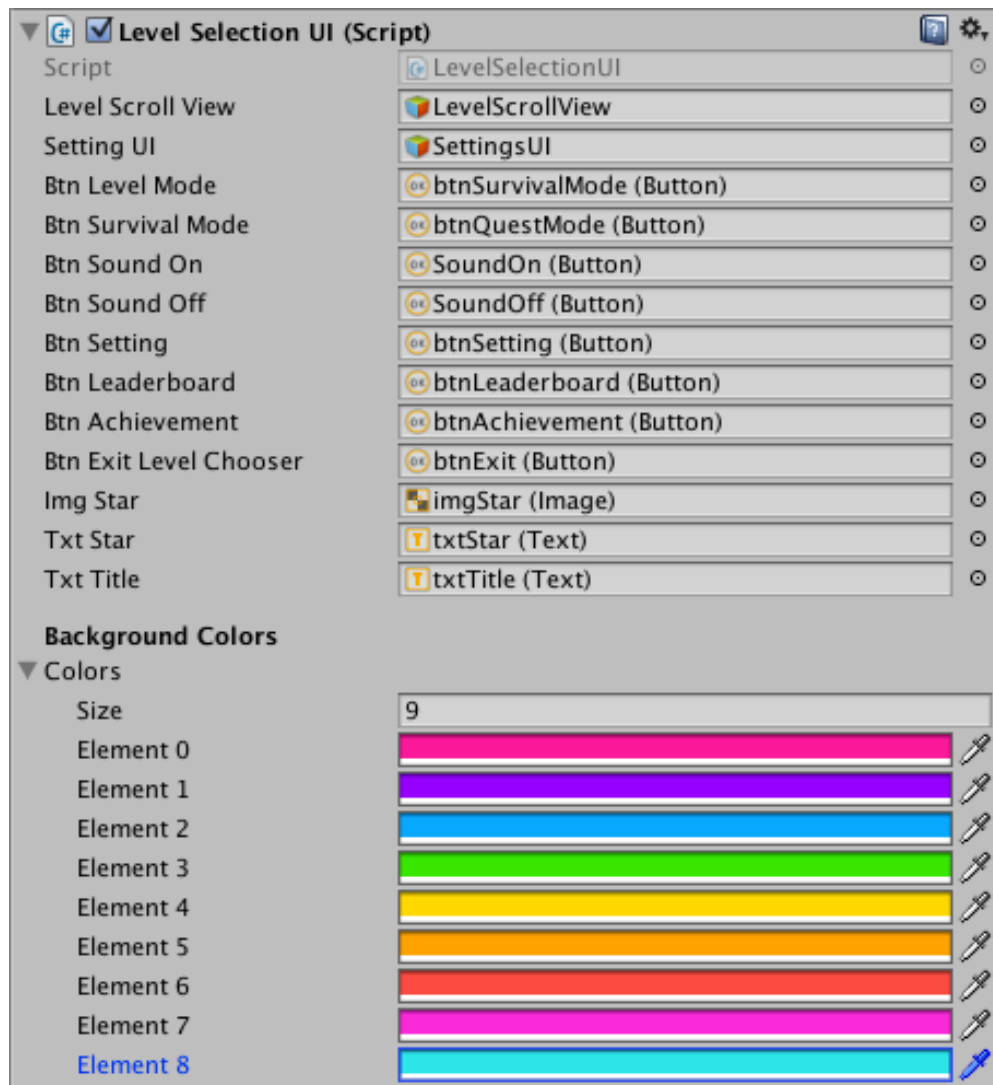 Level Selection UI (Script)
Script LevelSelectionUI
Level Scroll View LevelScrollView
Setting UI SettingsUI
Btn Level Mode btnSurvivalMode (Button)
Btn Survival Mode btnQuestMode (Button)
Btn Sound On SoundOn (Button)
Btn Sound Off SoundOff (Button)
Btn Setting btnSetting (Button)
Btn Leaderboard btnLeaderboard (Button)
Btn Achievement btnAchievement (Button)
Btn Exit Level Chooser btnExit (Button)
Img Star imgStar (Image)
Txt Star txtStar (Text)
Txt Title txtTitle (Text)
Background Colors
Colors
Size 9
Element 0
Element 1
Element 2
Element 3
Element 4
Element 5
Element 6
Element 7
Element 8